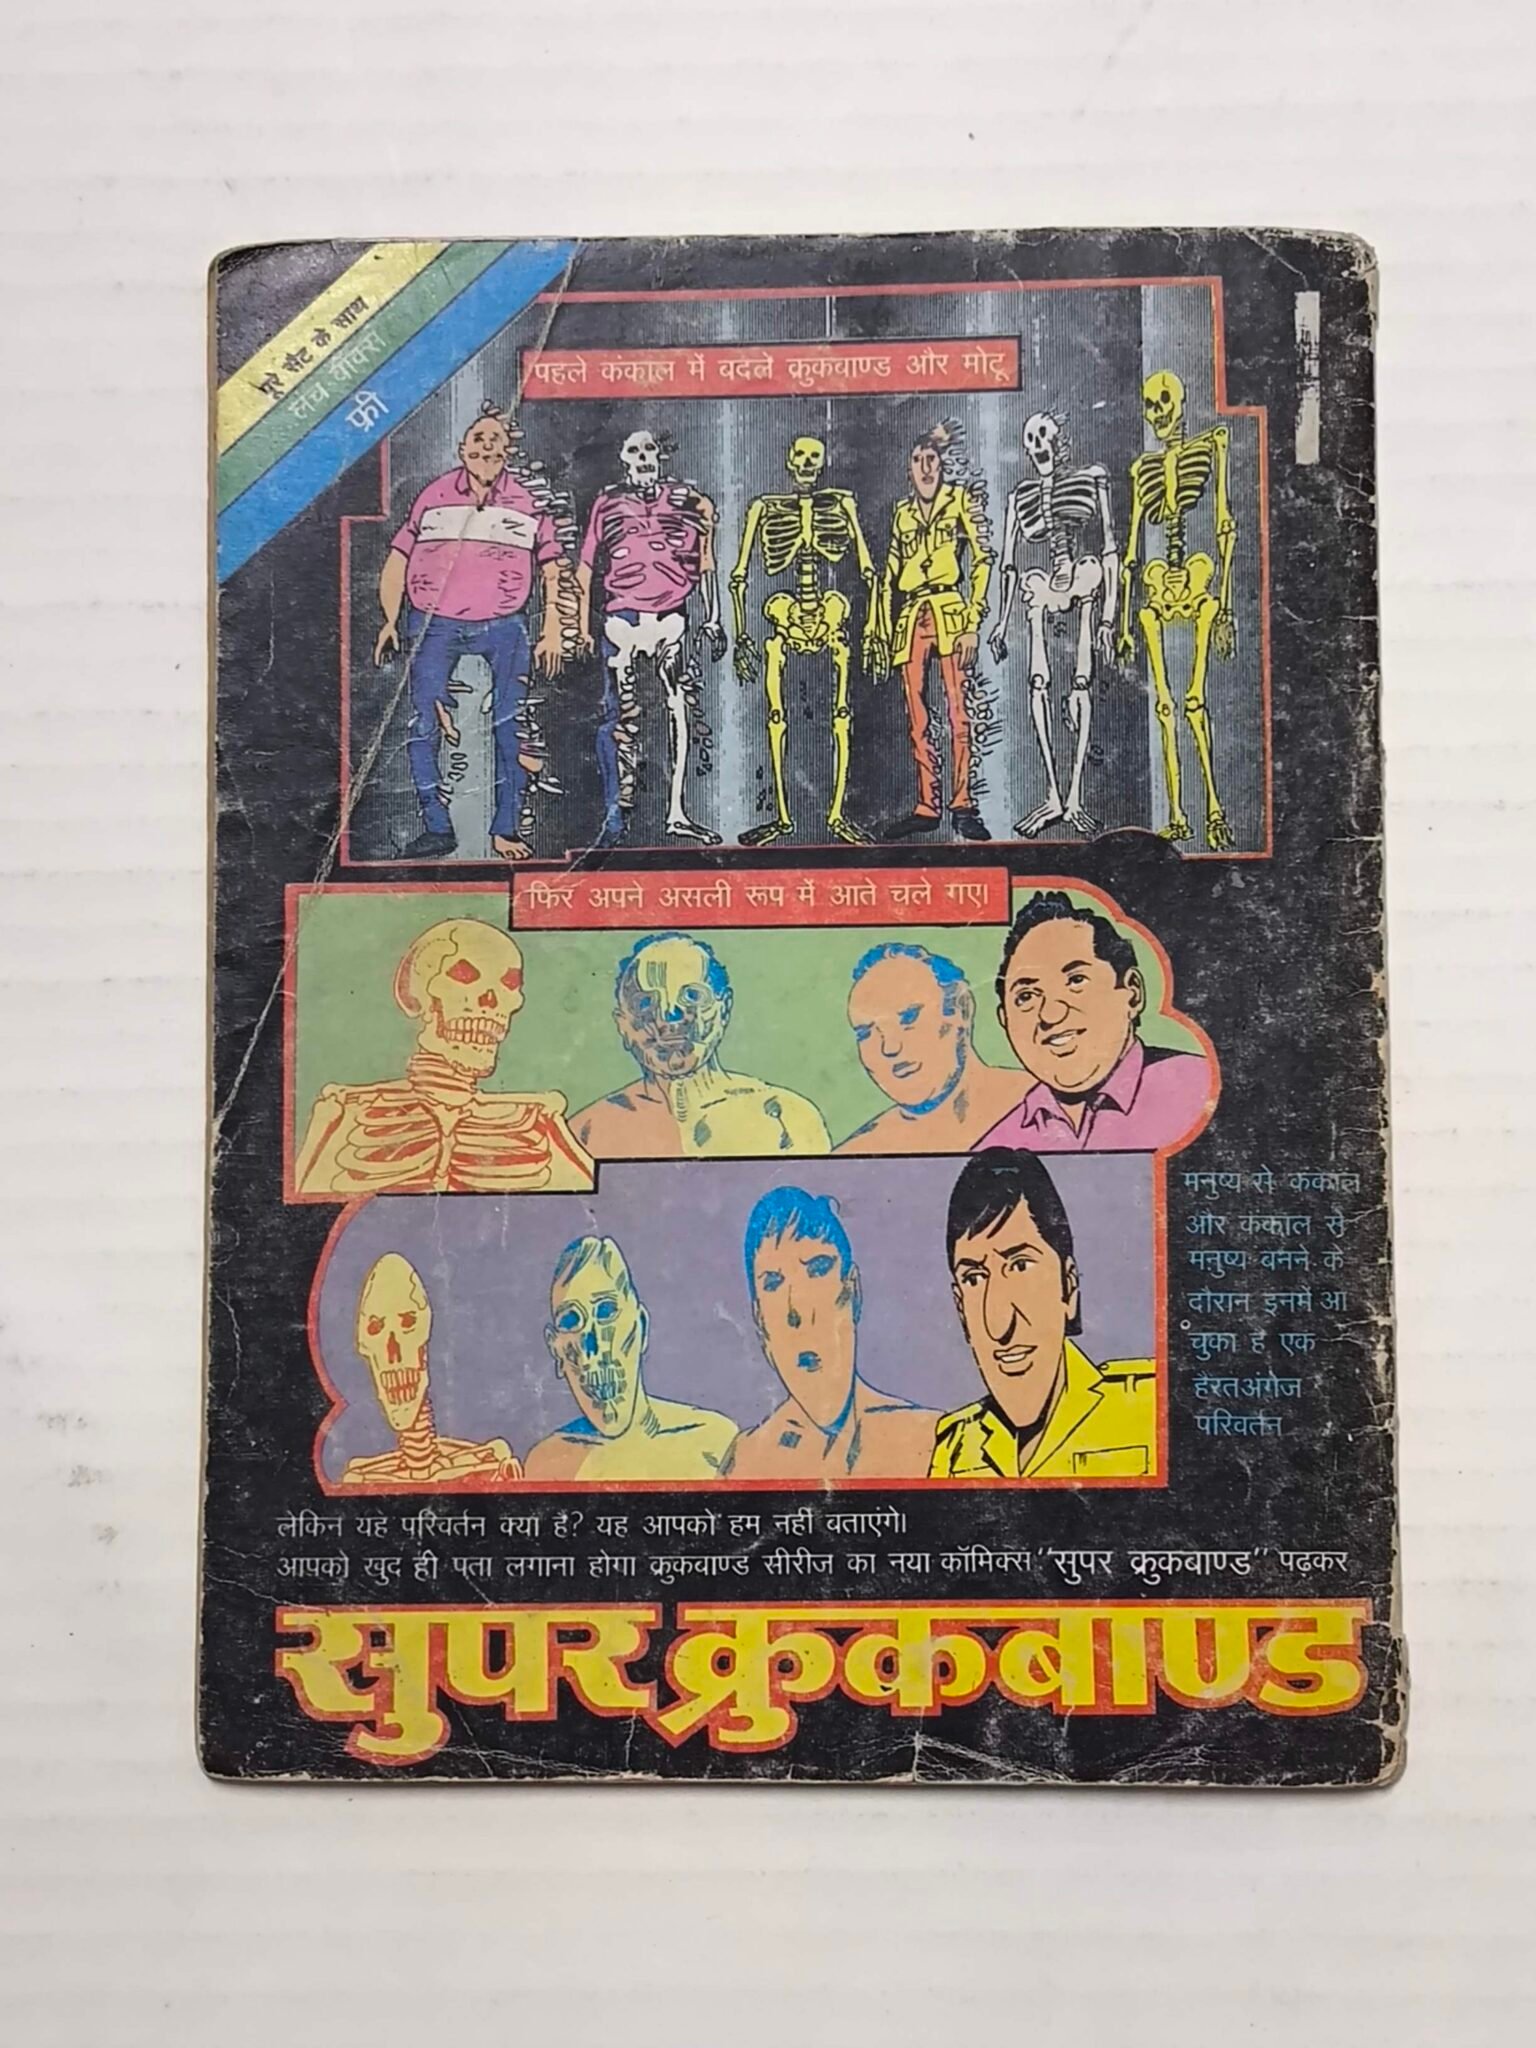 पूरे सैट के साथ
लंच बॉक्स
फ्री
पहले कंकाल में बदले क्रुकबाण्ड और मोटू
फिर अपने असली रूप में आते चले गए।
मनुष्य से कंकाल
और कंकाल से
मनुष्य बनने के
दौरान इनमें आ
चुका है एक
हैरतअंगेज
परिवर्तन
लेकिन यह परिवर्तन क्या है? यह आपको हम नहीं बताएंगे।
आपको खुद ही पता लगाना होगा क्रुकबाण्ड सीरीज का नया कॉमिक्स "सुपर क्रुकबाण्ड" पढ़कर
सुपर क्रुकबाण्ड